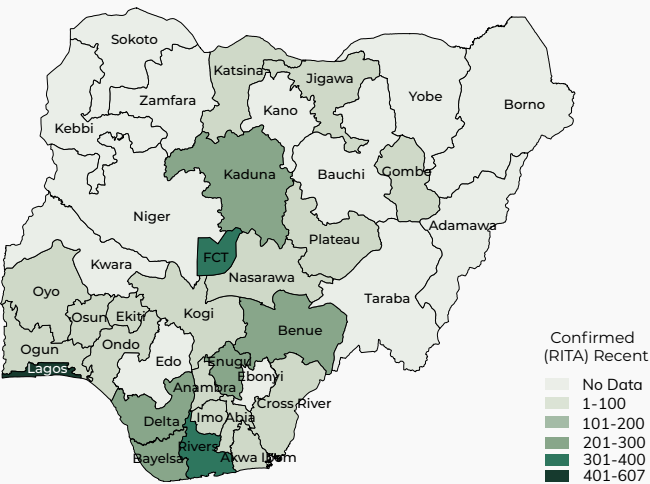 Sokoto
Katsina
Jigawa
Zamfara
Kano
Yobe
Borno
Kebbi
Kaduna
Bauchi
Gombe
Niger
Adamawa
Plateau
FCT
Kwara
Nasarawa
Oyo
Taraba
Osun
Ekiti
Kogi
Benue
Ogun
Ondo
Lagos
Edo
Enugu
Ebonyi
Anambra
Cross River
Delta
Imo
Abia
Rivers
Bayelsa
Akwa Ibom
Confirmed
(RITA) Recent
No Data
1-100
101-200
201-300
301-400
401-607